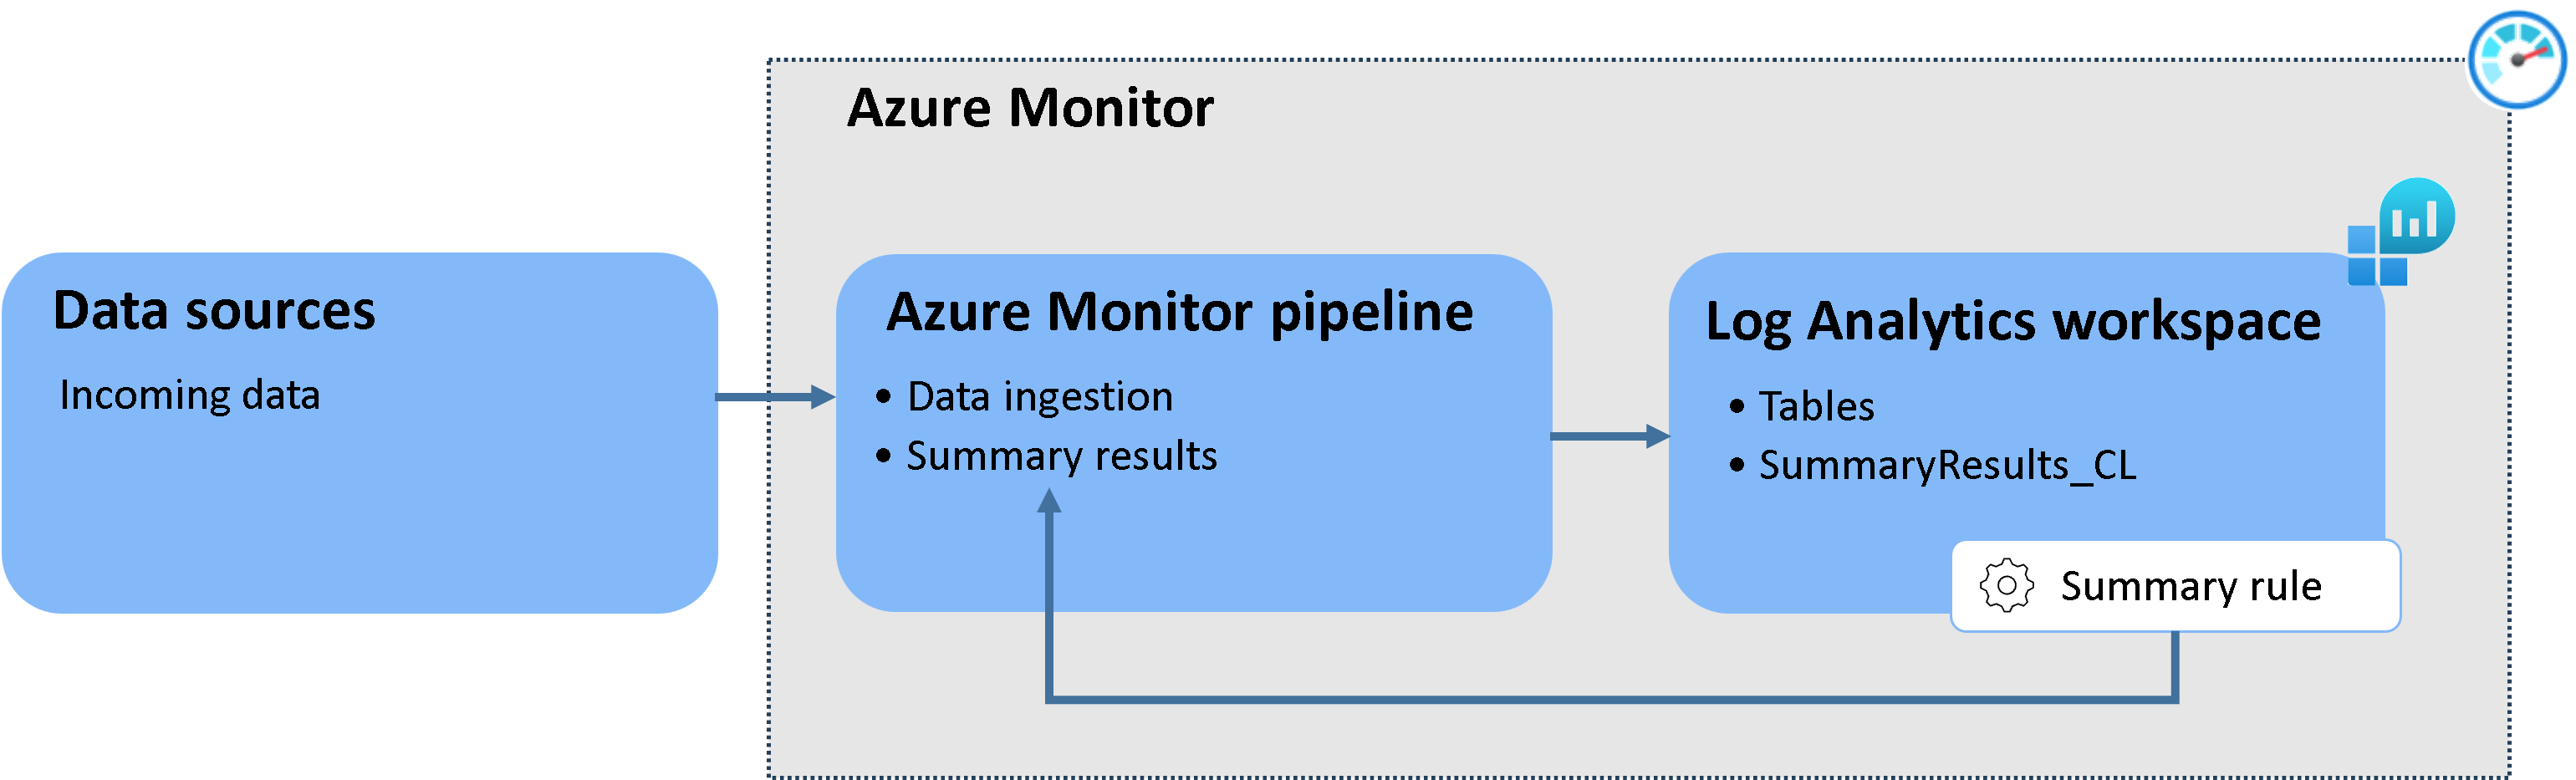 Azure Monitor
Data sources
Incoming data
Azure Monitor pipeline
• Data ingestion
• Summary results
Log Analytics workspace
• Tables
• SummaryResults_CL
Summary rule